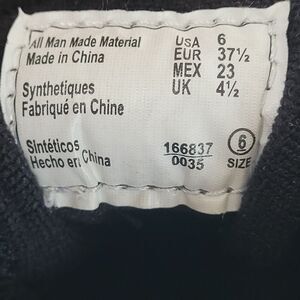 All Man Made Material
Made in China
Synthetiques
Fabriqué en Chine
Sintéticos
Hecho en China
USA 6
EUR 37½
MEX 23
UK 4½
166837
0035
6
SIZE